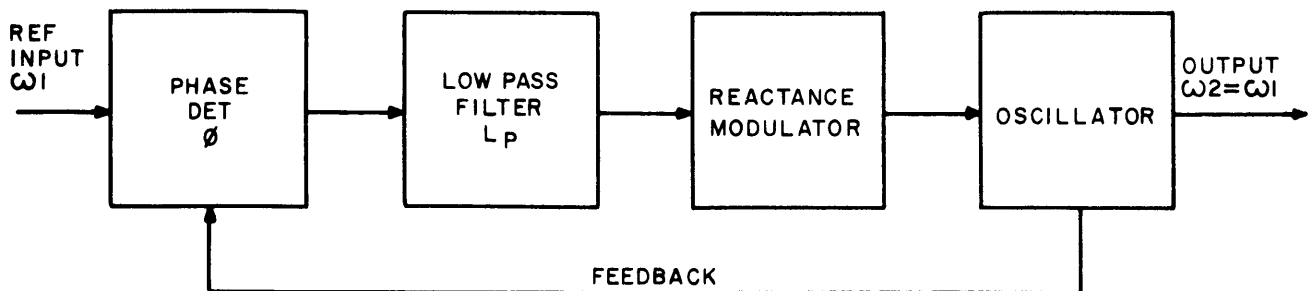 REF
INPUT
ω1
PHASE
DET
ø
LOW PASS
FILTER
LP
REACTANCE
MODULATOR
OSCILLATOR
OUTPUT
ω2=ω1
FEEDBACK